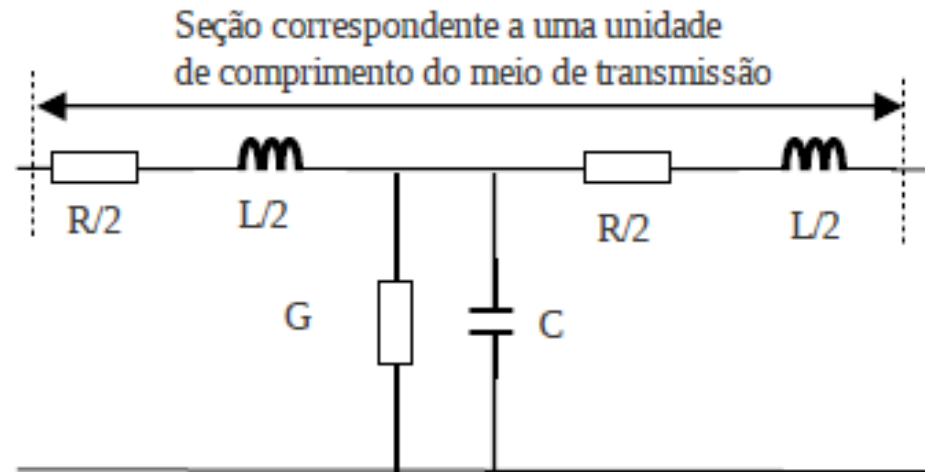 Seção correspondente a uma unidade
de comprimento do meio de transmissão
R/2
L/2
R/2
L/2
G
C